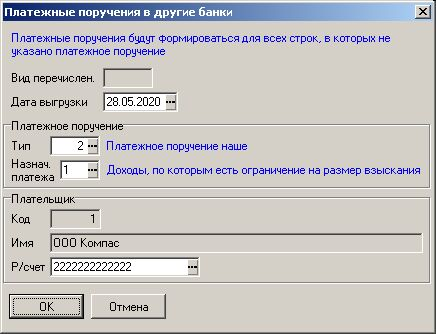 Платежные поручения в другие банки
Платежные поручения будут формироваться для всех строк, в которых не
указано платежное поручение
Вид перечислен.
Дата выгрузки 28.05.2020 ...
Платежное поручение
Тип 2 ... Платежное поручение наше
Назнач.
платежа 1 ... Доходы, по которым есть ограничение на размер взыскания
Плательщик
Код 1
Имя ООО Компас
Р/счет 2222222222222 ...
OK Отмена